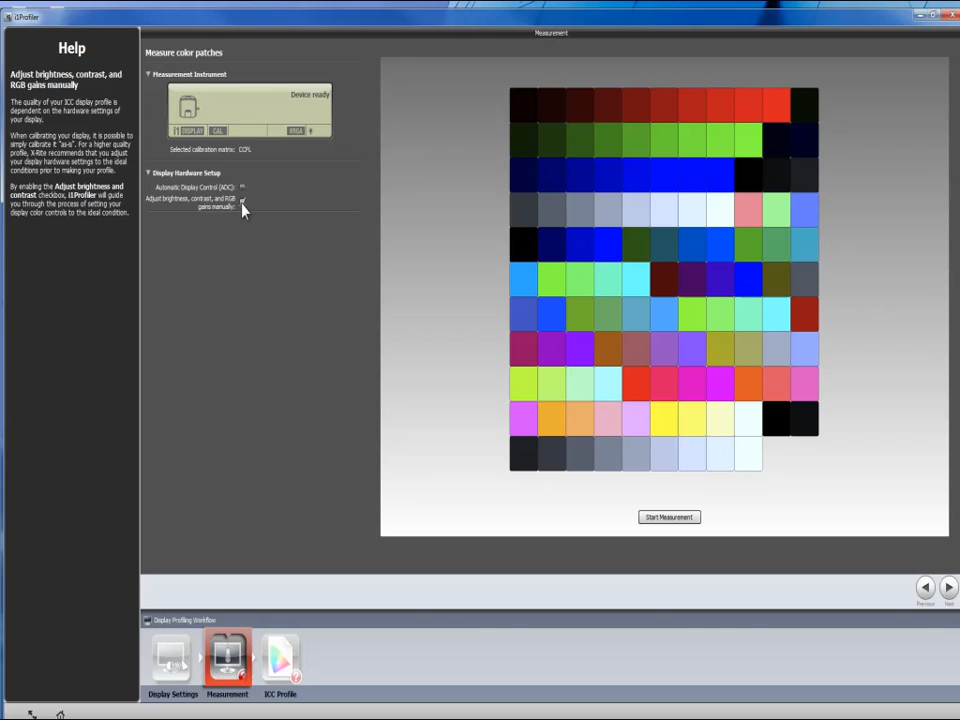 i1Profiler
Measurement
Help
Adjust brightness, contrast, and
RGB gains manually
The quality of your ICC display profile is
dependent on the hardware settings of
your display.
When calibrating your display, it is possible to
simply calibrate it "as-is". For a higher quality
profile, X-Rite recommends that you adjust
your display hardware settings to the ideal
conditions prior to making your profile.
By enabling the Adjust brightness and
contrast checkbox, i1Profiler will guide
you through the process of setting your
display color controls to the ideal condition.
Measure color patches
Measurement Instrument
Device ready
i1 DISPLAY CAL XRGA
Selected calibration matrix: CCFL
Display Hardware Setup
Automatic Display Control (ADC):
Adjust brightness, contrast, and RGB
gains manually:
Start Measurement
Previous Next
Display Profiling Workflow
Display Settings Measurement ICC Profile